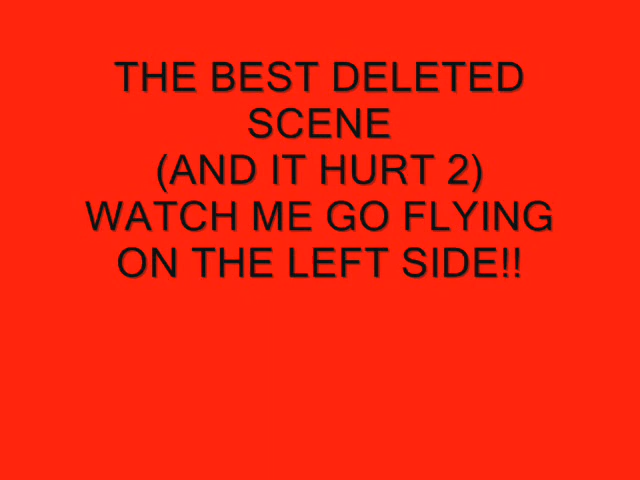 THE BEST DELETED
SCENE
(AND IT HURT 2)
WATCH ME GO FLYING
ON THE LEFT SIDE!!